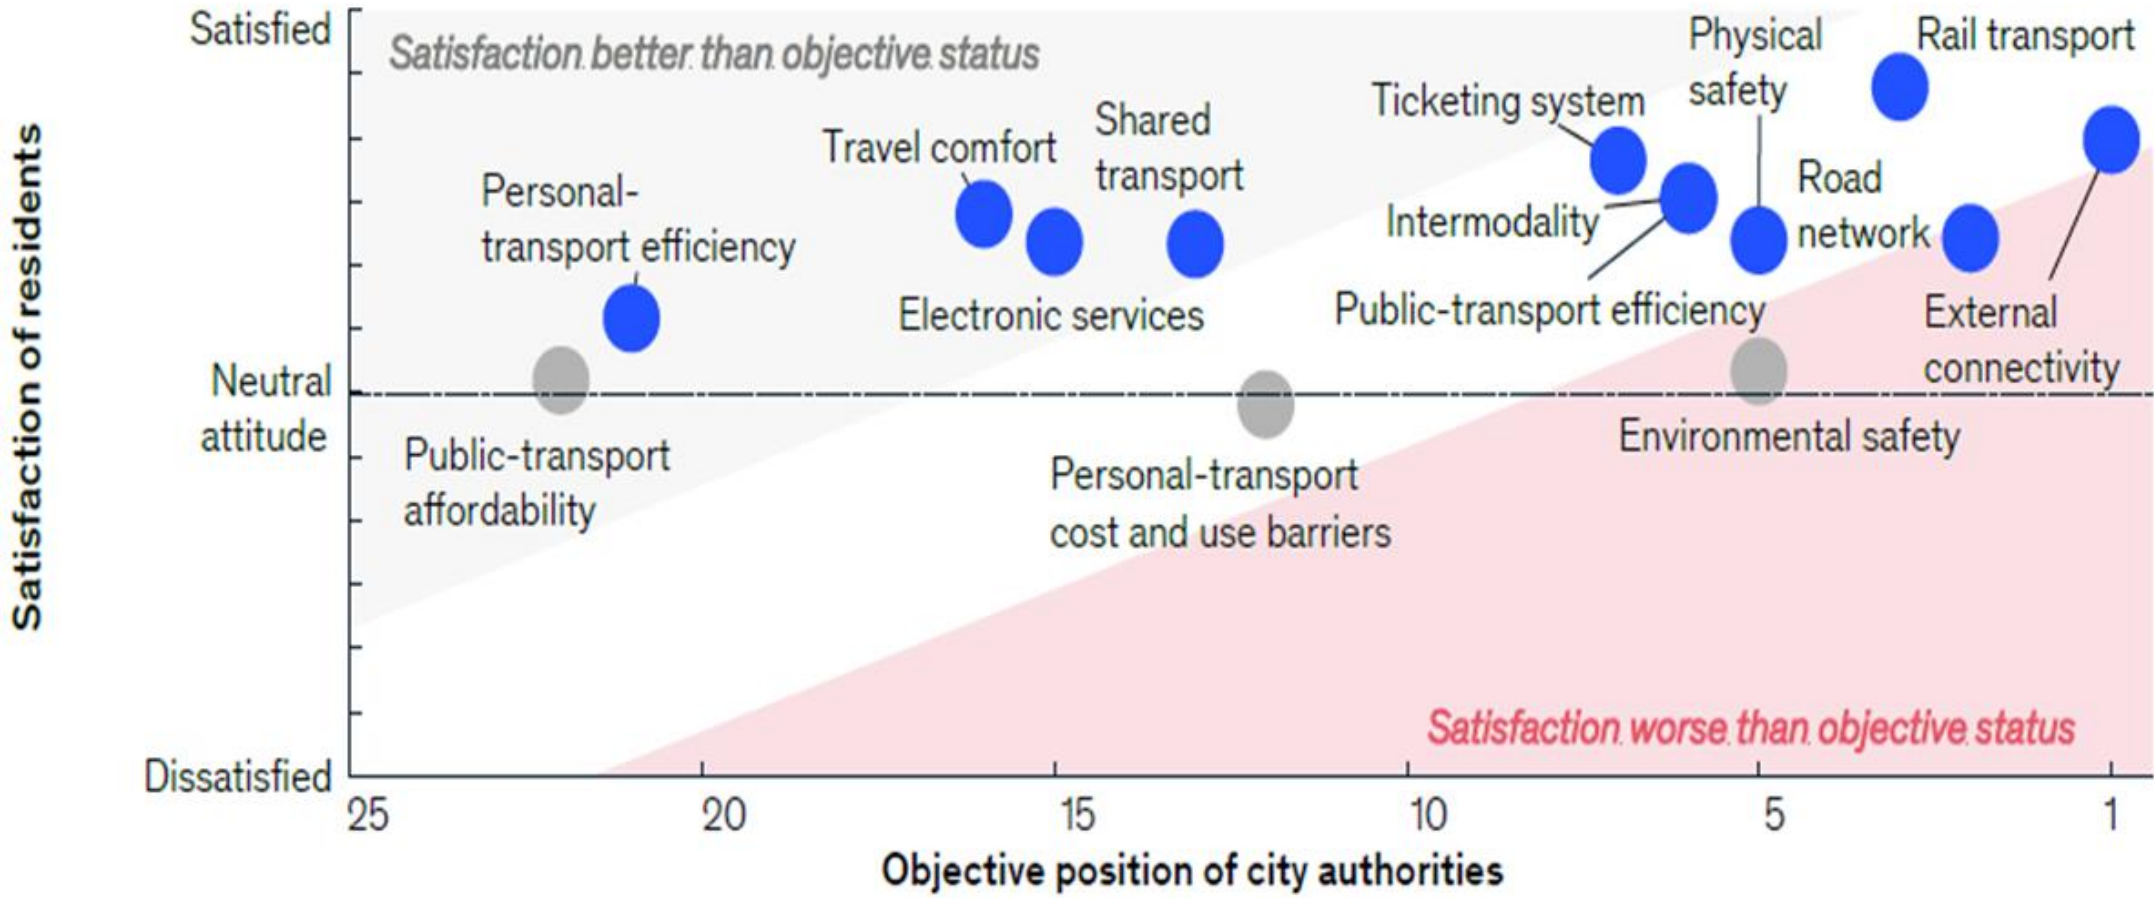 Satisfaction of residents
Satisfied
Neutral
attitude
Dissatisfied
Satisfaction better than objective status
Personal-
transport efficiency
Travel comfort
Shared
transport
Electronic services
Ticketing system
Physical
safety
Rail transport
Intermodality
Road
network
Public-transport efficiency
External
connectivity
Public-transport
affordability
Personal-transport
cost and use barriers
Environmental safety
Satisfaction worse than objective status
25 20 15 10 5 1
Objective position of city authorities